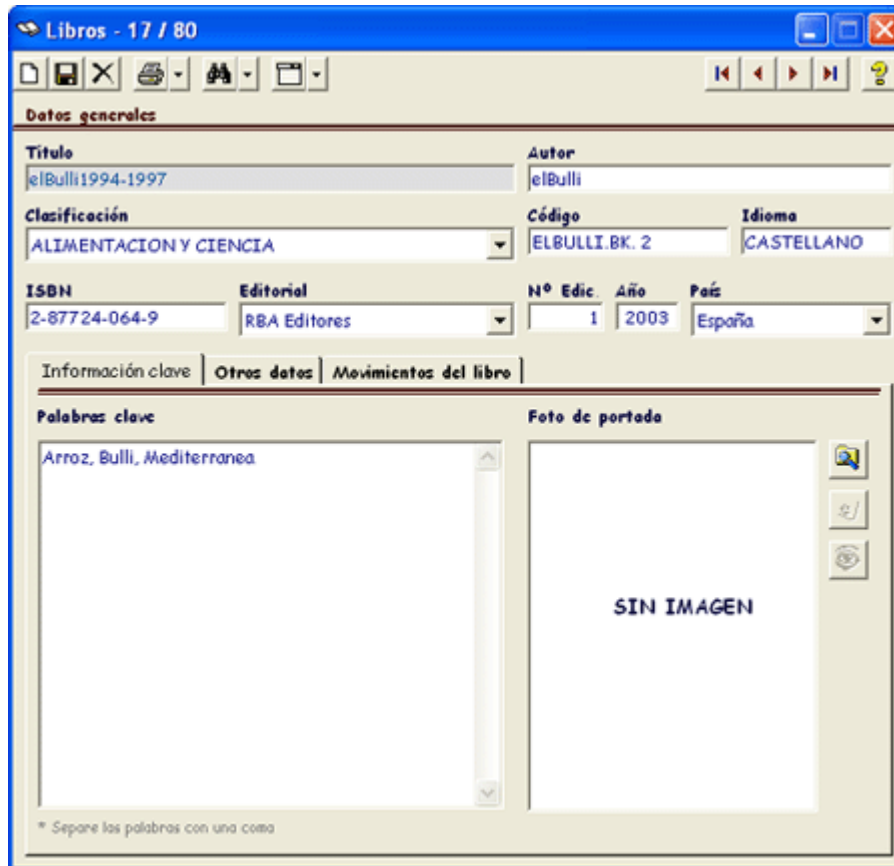 Libros - 17 / 80
Datos generales
Título Autor
elBulli1994-1997 elBulli
Clasificación Código Idioma
ALIMENTACION Y CIENCIA ELBULLI.BK. 2 CASTELLANO
ISBN Editorial Nº Edic. Año País
2-87724-064-9 RBA Editores 1 2003 España
Información clave Otros datos Movimientos del libro
Palabras clave Foto de portada
Arroz, Bulli, Mediterranea
SIN IMAGEN
* Separe las palabras con una coma